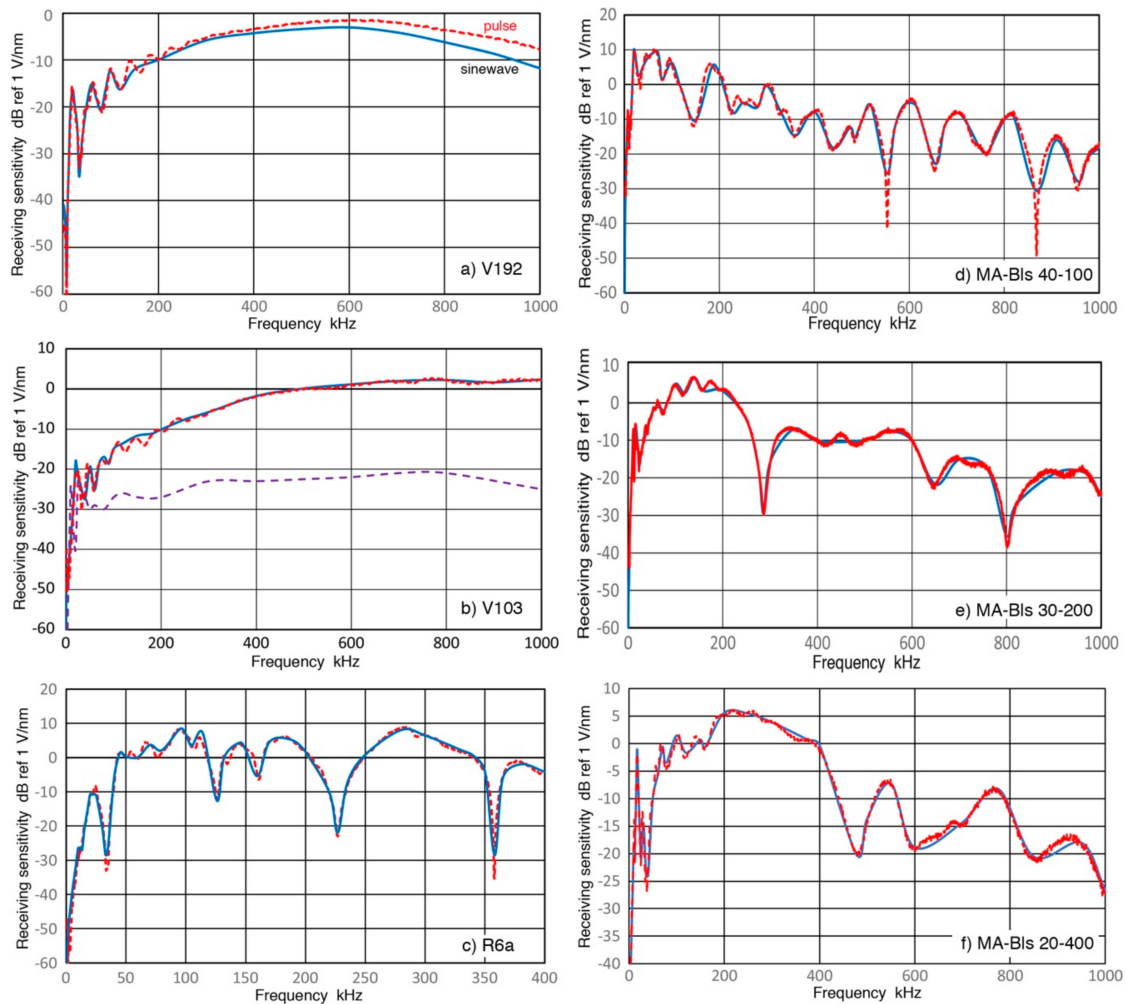 Receiving sensitivity dB ref 1 V/nm
0
-10
-20
-30
-40
-50
-60
pulse
sinewave
a) V192
0 200 400 600 800 1000
Frequency kHz
Receiving sensitivity dB ref 1 V/nm
20
10
0
-10
-20
-30
-40
-50
-60
d) MA-BIs 40-100
0 200 400 600 800 1000
Frequency kHz
Receiving sensitivity dB ref 1 V/nm
10
0
-10
-20
-30
-40
-50
-60
b) V103
0 200 400 600 800 1000
Frequency kHz
Receiving sensitivity dB ref 1 V/nm
10
0
-10
-20
-30
-40
-50
-60
e) MA-BIs 30-200
0 200 400 600 800 1000
Frequency kHz
Receiving sensitivity dB ref 1 V/nm
20
10
0
-10
-20
-30
-40
-50
-60
c) R6a
0 50 100 150 200 250 300 350 400
Frequency kHz
Receiving sensitivity dB ref 1 V/nm
10
5
0
-5
-10
-15
-20
-25
-30
-35
-40
f) MA-BIs 20-400
0 200 400 600 800 1000
Frequency kHz